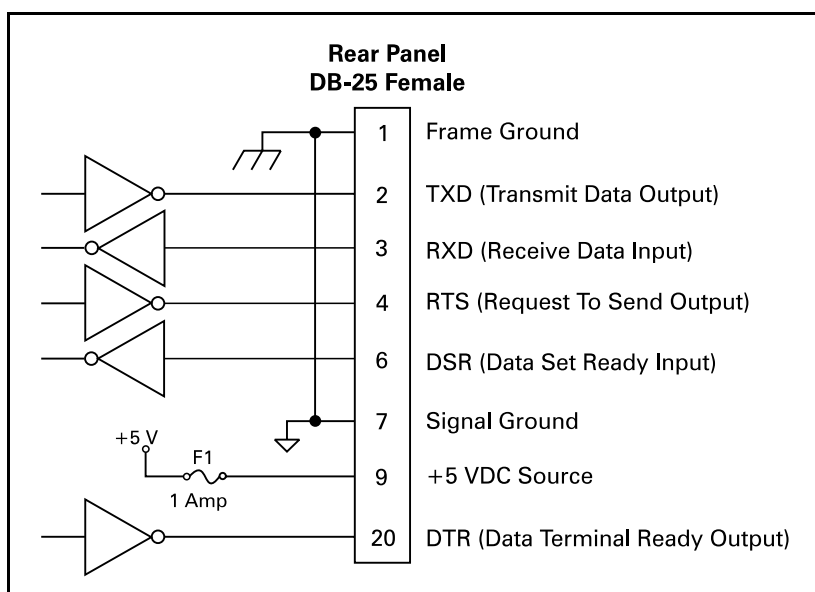 Rear Panel
DB-25 Female
1 Frame Ground
2 TXD (Transmit Data Output)
3 RXD (Receive Data Input)
4 RTS (Request To Send Output)
6 DSR (Data Set Ready Input)
7 Signal Ground
+5 V
F1
1 Amp
9 +5 VDC Source
20 DTR (Data Terminal Ready Output)